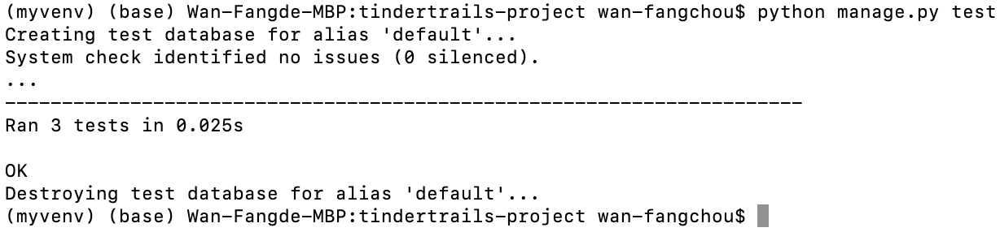 (myvenv) (base) Wan-Fangde-MBP:tindertrails-project wan-fangchou$ python manage.py test
Creating test database for alias 'default'...
System check identified no issues (0 silenced).
...
----------------------------------------------------------------------
Ran 3 tests in 0.025s

OK
Destroying test database for alias 'default'...
(myvenv) (base) Wan-Fangde-MBP:tindertrails-project wan-fangchou$